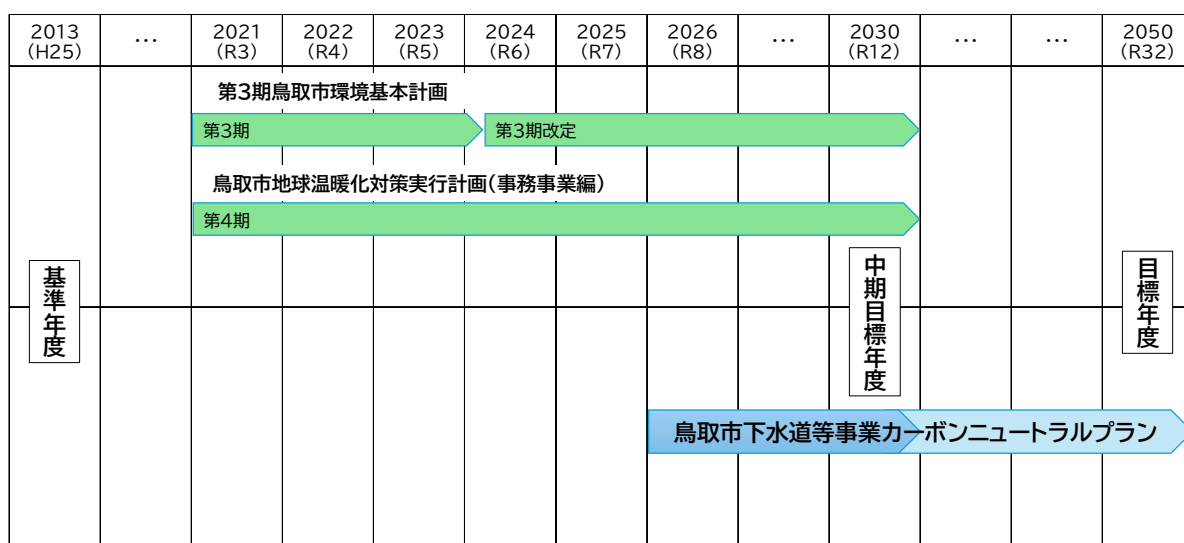 2013 … 2021 2022 2023 2024 2025 2026 … 2030 … … 2050
(H25) (R3) (R4) (R5) (R6) (R7) (R8) (R12) (R32)
第3期鳥取市環境基本計画
第3期 第3期改定
鳥取市地球温暖化対策実行計画(事務事業編)
第4期
基準年度
中期目標年度
目標年度
鳥取市下水道等事業カーボンニュートラルプラン